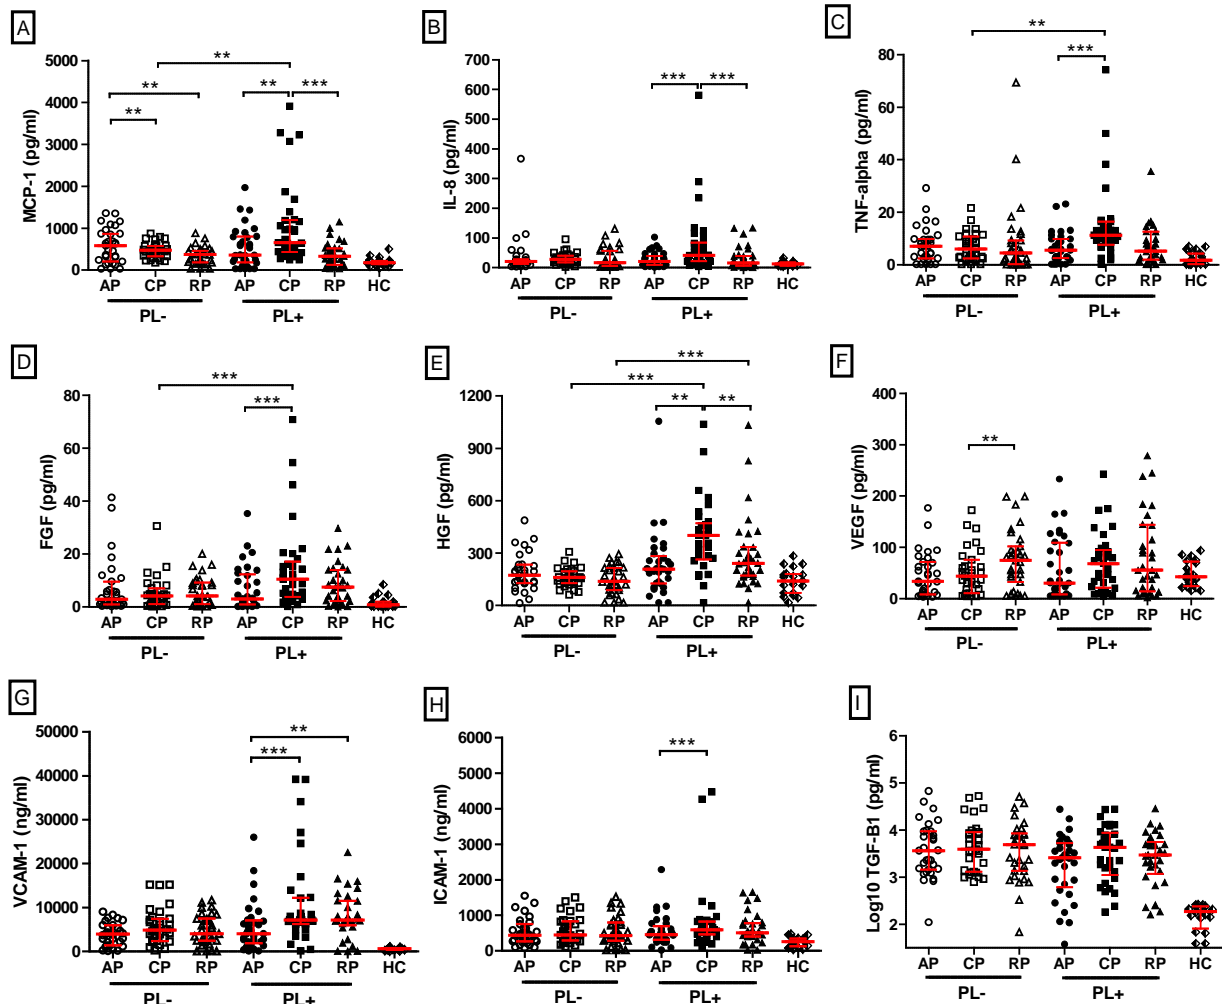 A
MCP-1 (pg/ml)
5000
4000
3000
2000
1000
0
** ** ** ** ***
AP CP RP AP CP RP HC
PL- PL+
B
IL-8 (pg/ml)
700
600
500
400
300
200
100
0
*** ***
AP CP RP AP CP RP HC
PL- PL+
C
TNF-alpha (pg/ml)
80
60
40
20
0
** ***
AP CP RP AP CP RP HC
PL- PL+
D
FGF (pg/ml)
80
60
40
20
0
*** ***
AP CP RP AP CP RP HC
PL- PL+
E
HGF (pg/ml)
1200
900
600
300
0
*** *** ** **
AP CP RP AP CP RP HC
PL- PL+
F
VEGF (pg/ml)
400
300
200
100
0
**
AP CP RP AP CP RP HC
PL- PL+
G
VCAM-1 (ng/ml)
50000
40000
30000
20000
10000
0
** ***
AP CP RP AP CP RP HC
PL- PL+
H
ICAM-1 (ng/ml)
6000
5000
4000
3000
2000
1000
0
***
AP CP RP AP CP RP HC
PL- PL+
I
Log10 TGF-B1 (pg/ml)
6
5
4
3
2
AP CP RP AP CP RP HC
PL- PL+